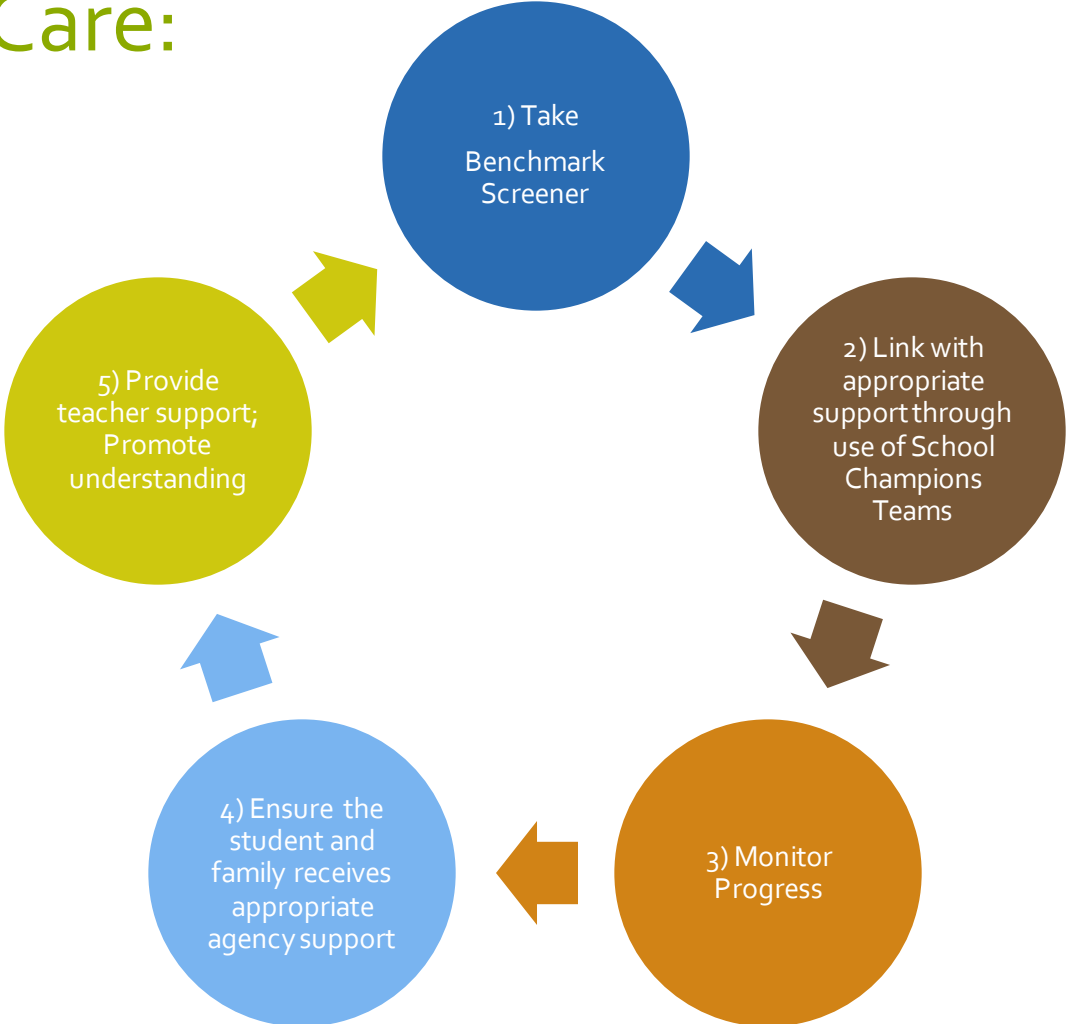 Care:
1) Take
Benchmark
Screener
2) Link with
appropriate
support through
use of School
Champions
Teams
3) Monitor
Progress
4) Ensure the
student and
family receives
appropriate
agency support
5) Provide
teacher support;
Promote
understanding